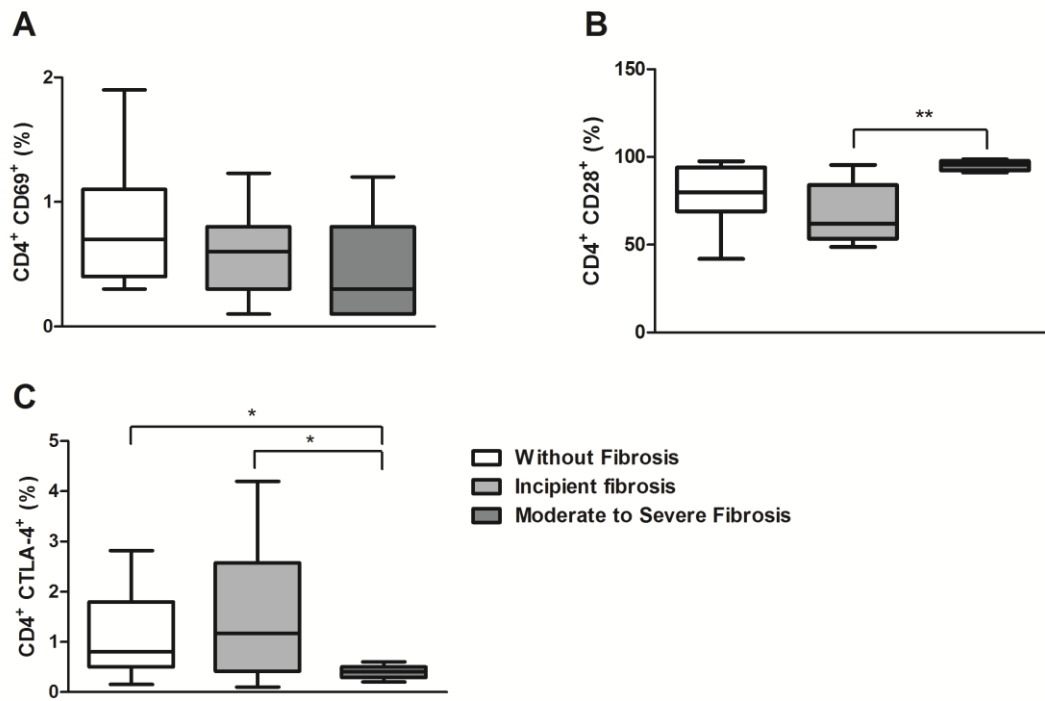 A
CD4+ CD69+ (%)
2
1
0
B
CD4+ CD28+ (%)
150
100
50
0
**
C
CD4+ CTLA-4+ (%)
5
4
3
2
1
0
*
*
Without Fibrosis
Incipient fibrosis
Moderate to Severe Fibrosis